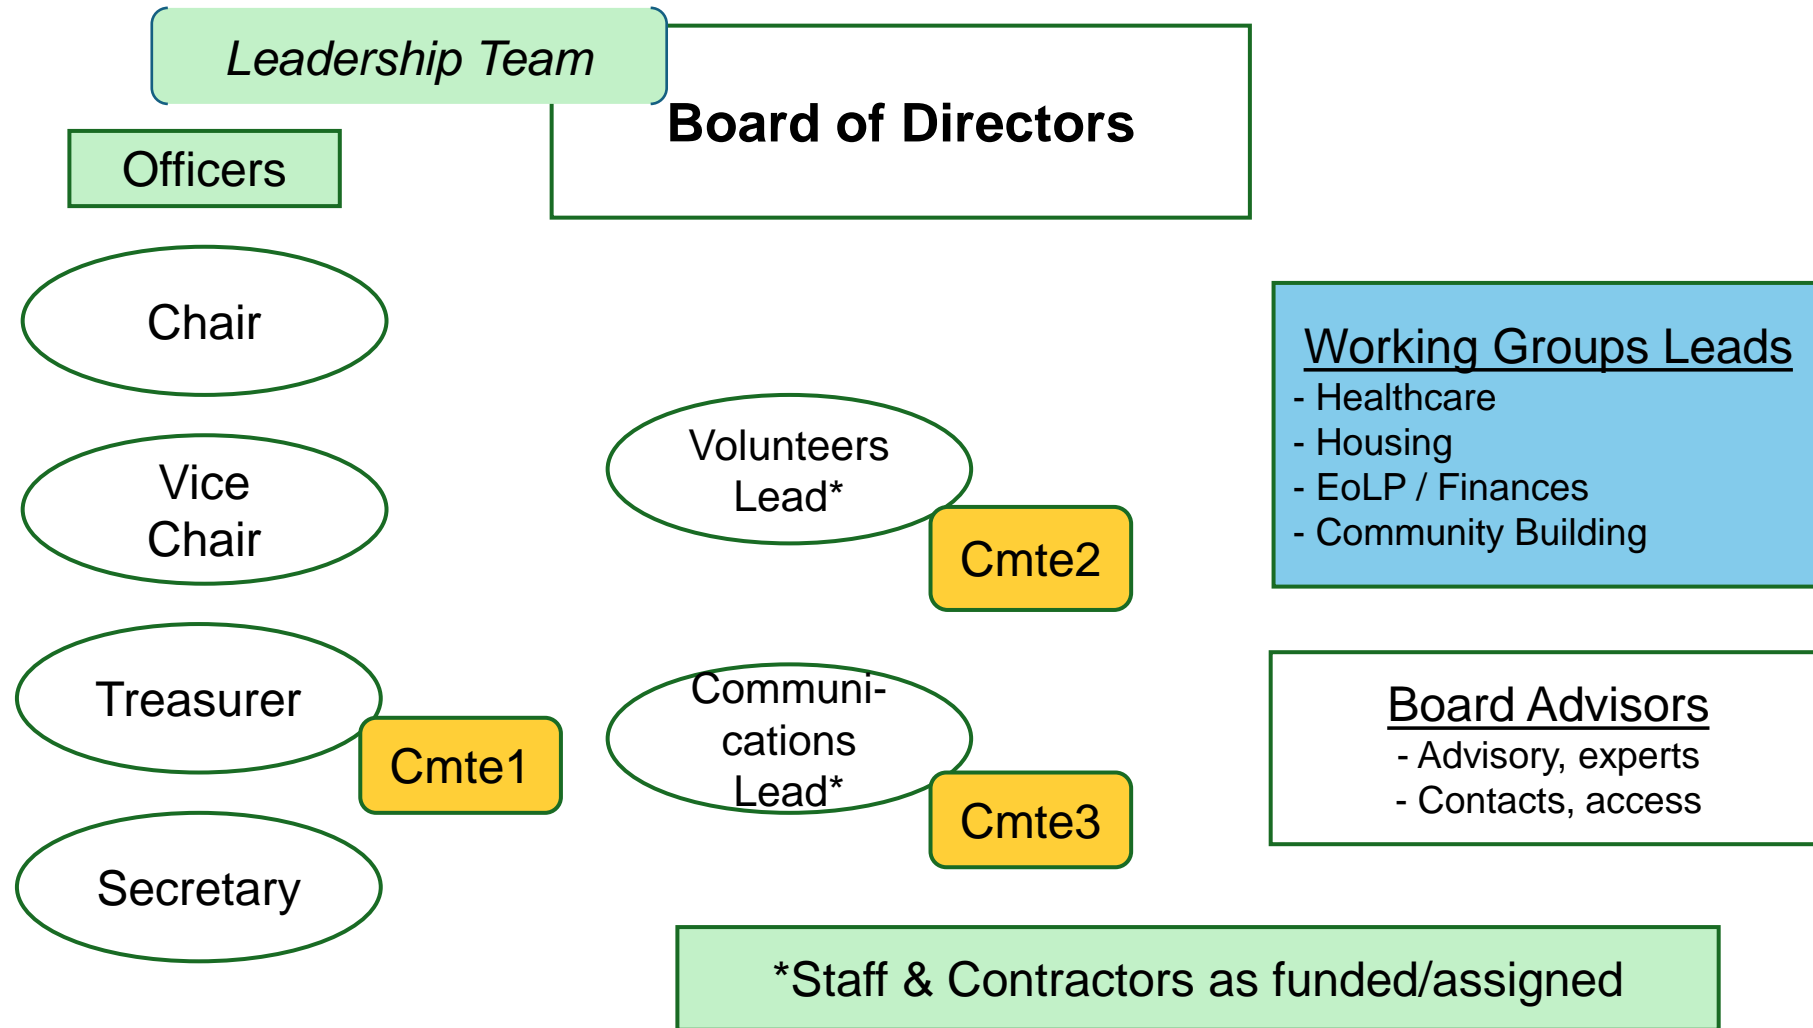 Leadership Team
Board of Directors
Officers
Chair
Vice
Chair
Treasurer
Cmte1
Secretary
Volunteers
Lead*
Cmte2
Communi-
cations
Lead*
Cmte3
Working Groups Leads
- Healthcare
- Housing
- EoLP / Finances
- Community Building
Board Advisors
- Advisory, experts
- Contacts, access
*Staff & Contractors as funded/assigned